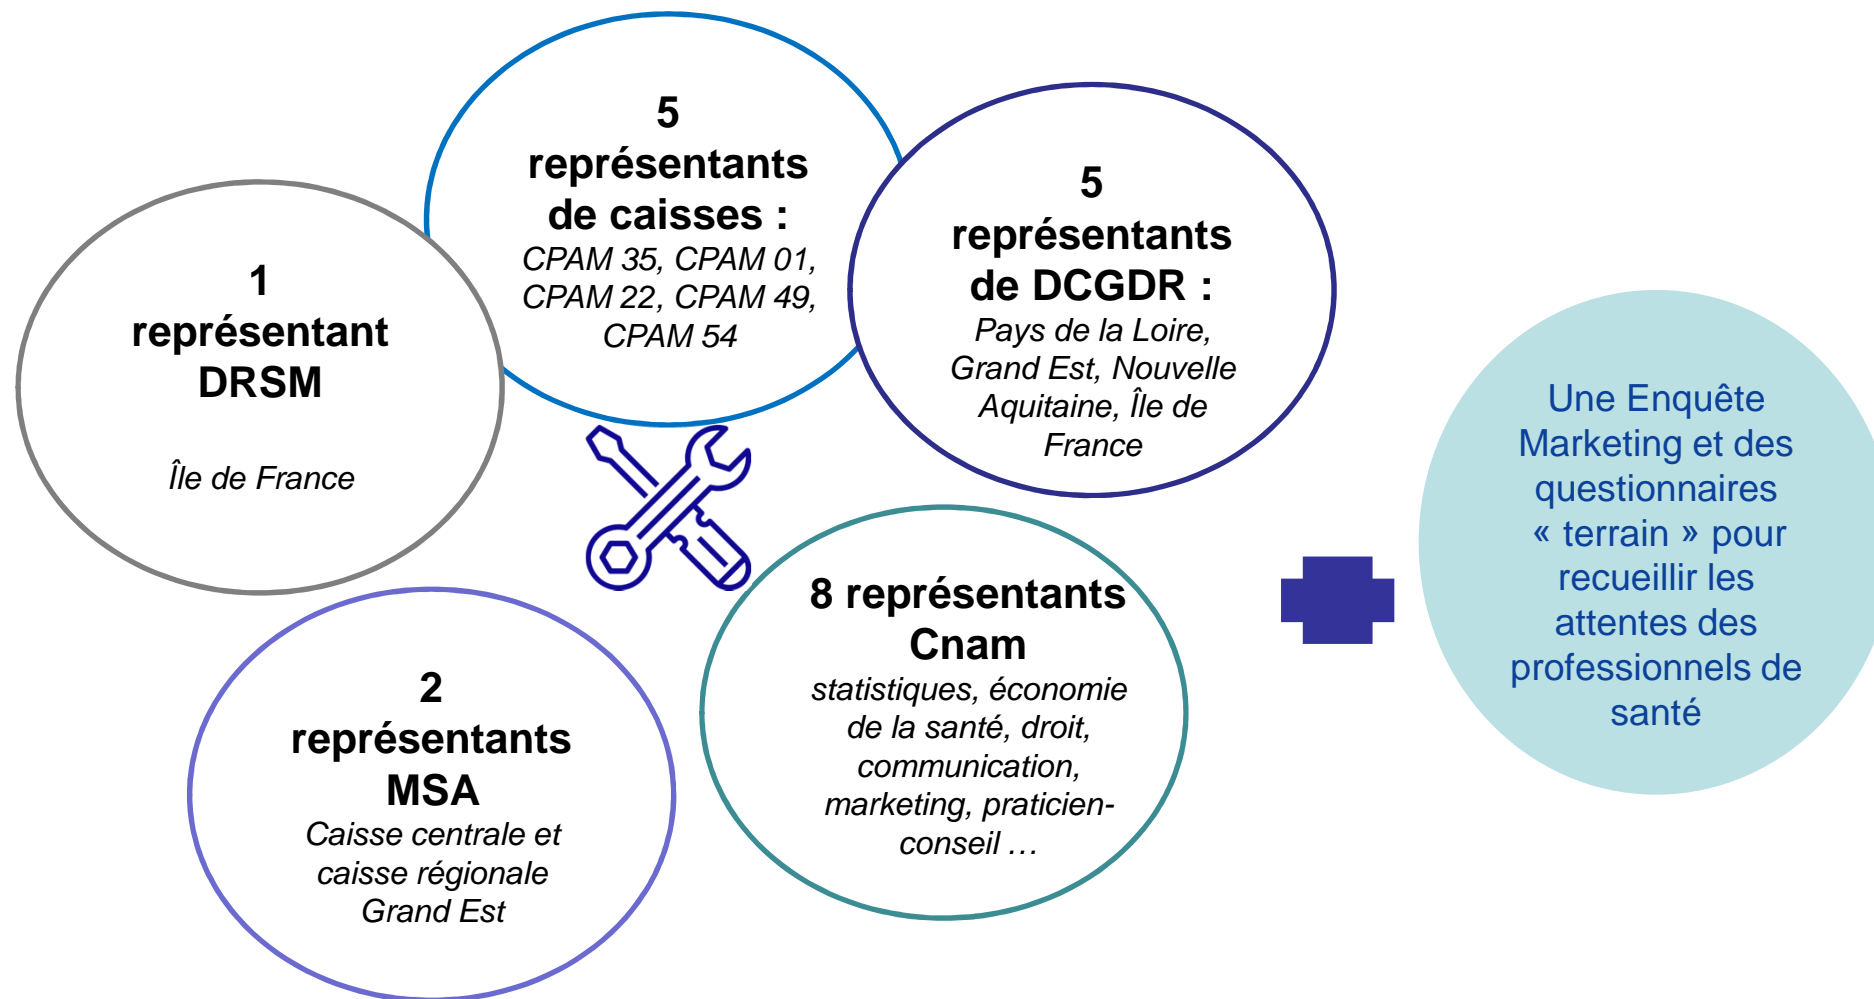 1
représentant
DRSM
Île de France
5
représentants
de caisses :
CPAM 35, CPAM 01,
CPAM 22, CPAM 49,
CPAM 54
5
représentants
de DCGDR :
Pays de la Loire,
Grand Est, Nouvelle
Aquitaine, Île de
France
2
représentants
MSA
Caisse centrale et
caisse régionale
Grand Est
8 représentants
Cnam
statistiques, économie
de la santé, droit,
communication,
marketing, praticien-
conseil …
Une Enquête
Marketing et des
questionnaires
« terrain » pour
recueillir les
attentes des
professionnels de
santé